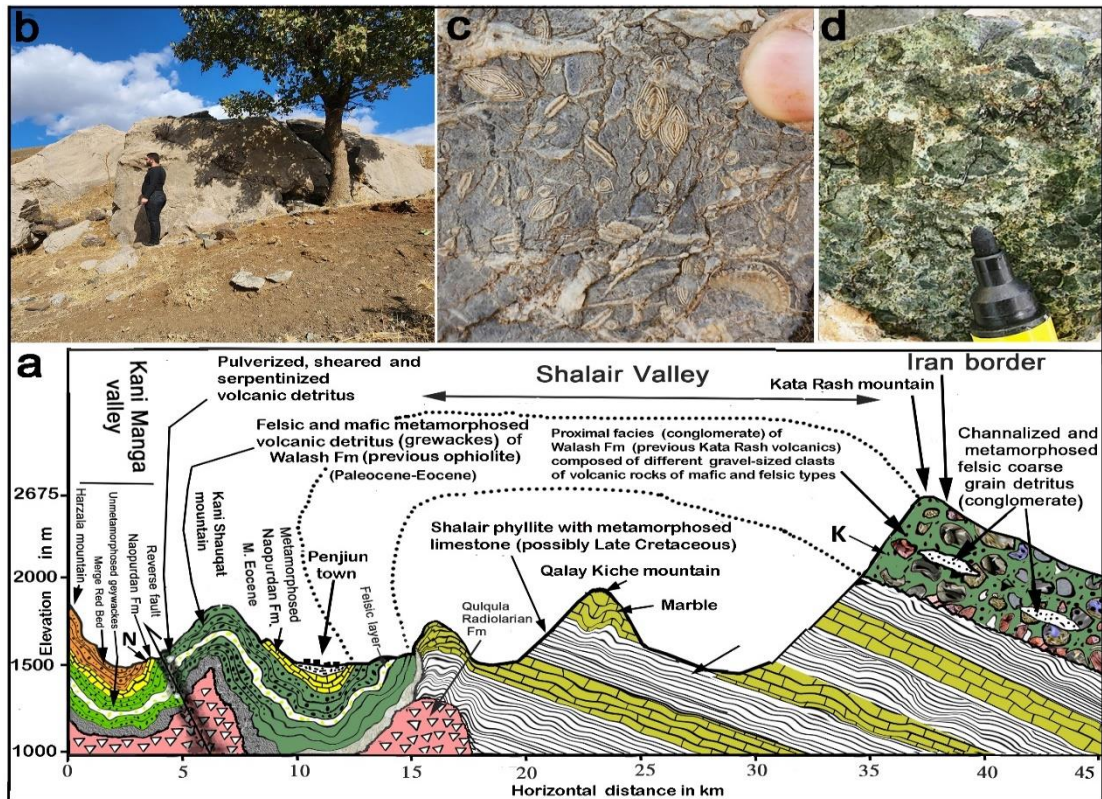 b
c
d
a
Kani Manga
valley
Pulverized, sheared and
serpentinized
volcanic detritus
Shalair Valley
Iran border
Kata Rash mountain
Felsic and mafic metamorphosed
volcanic detritus (grewackes) of
Walash Fm (previous ophiolite)
(Paleocene-Eocene)
Proximal facies (conglomerate) of
Walash Fm (previous Kata Rash volcanics)
composed of different gravel-sized clasts
of volcanic rocks of mafic and felsic types
Channalized and
metamorphosed
felsic coarse
grain detritus
(conglomerate)
Harzala mountain
Unmetamorphosed geywackes
Merge Red Bed
Naopurdan Fm.
Reverse fault
N
Kani Shauqat
mountain
M. Eocene
Naopurdan Fm.
Metamorphosed
Penjiun
town
Felsic layer
Shalair phyllite with metamorphosed
limestone (possibly Late Cretaceous)
Qalay Kiche mountain
Marble
Qulqula
Radiolarian
Fm
K
Elevation in m
2675
2000
1500
1000
0
5
10
15
20
25
30
35
40
45
Horizontal distance in km